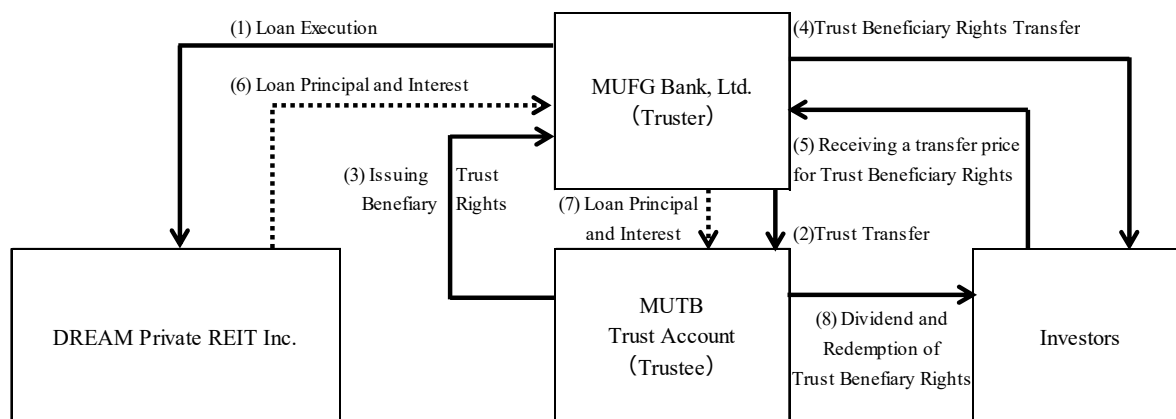 (1) Loan Execution
(4)Trust Beneficiary Rights Transfer
(6) Loan Principal and Interest
MUFG Bank, Ltd.
（Truster）
(3) Issuing Trust
Benefiary Rights
(5) Receiving a transfer price
for Trust Beneficiary Rights
(7) Loan Principal
and Interest
(2)Trust Transfer
DREAM Private REIT Inc.
MUTB
Trust Account
（Trustee）
(8) Dividend and
Redemption of
Trust Benefiary Rights
Investors